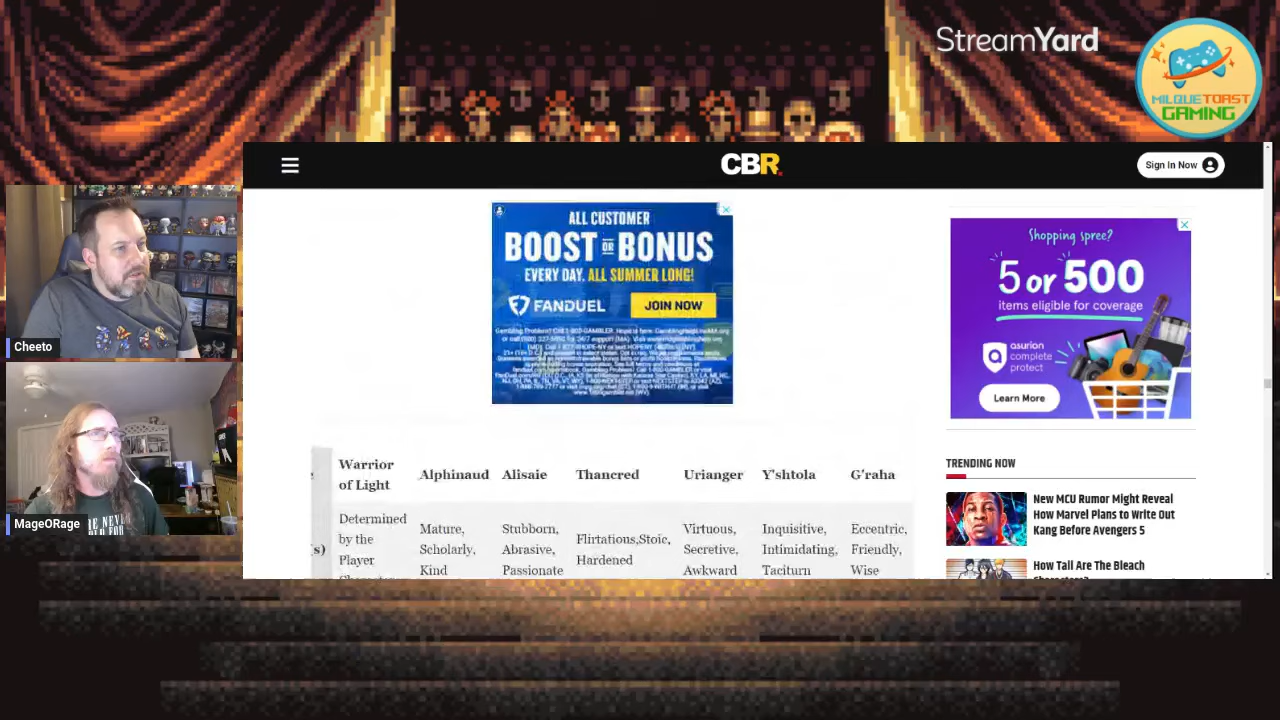 StreamYard
MILQUETOAST
GAMING
CBR
Sign In Now
ALL CUSTOMER
BOOST OR BONUS
EVERY DAY. ALL SUMMER LONG!
FANDUEL
JOIN NOW
Shopping spree?
5 or 500
items eligible for coverage
asurion
complete
protect
Learn More
Cheeto
MageORage
Warrior of Light
Alphinaud
Alisaie
Thancred
Urianger
Y'shtola
G'raha
(s)
Determined by the Player
Mature, Scholarly, Kind
Stubborn, Abrasive, Passionate
Flirtatious,Stoic, Hardened
Virtuous, Secretive, Awkward
Inquisitive, Intimidating, Taciturn
Eccentric, Friendly, Wise
TRENDING NOW
New MCU Rumor Might Reveal
How Marvel Plans to Write Out
Kang Before Avengers 5
How Tall Are The Bleach